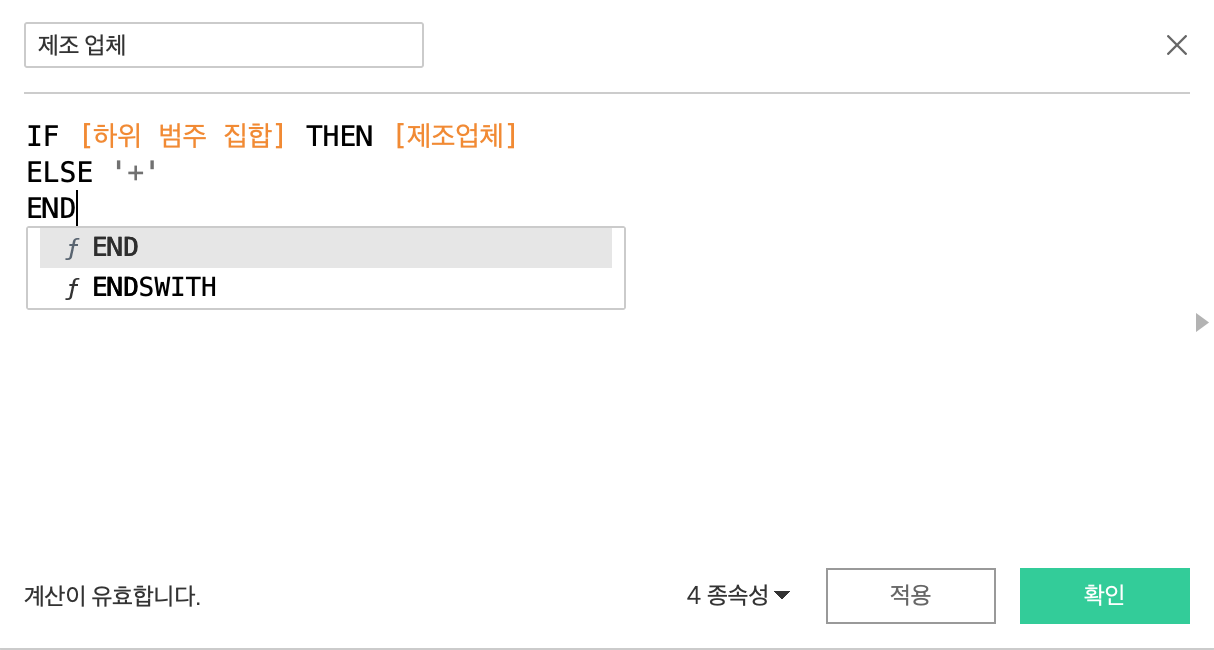 제조 업체
IF [하위 범주 집합] THEN [제조업체]
ELSE '+'
END
ƒ END
ƒ ENDSWITH
계산이 유효합니다.
4 종속성
적용
확인